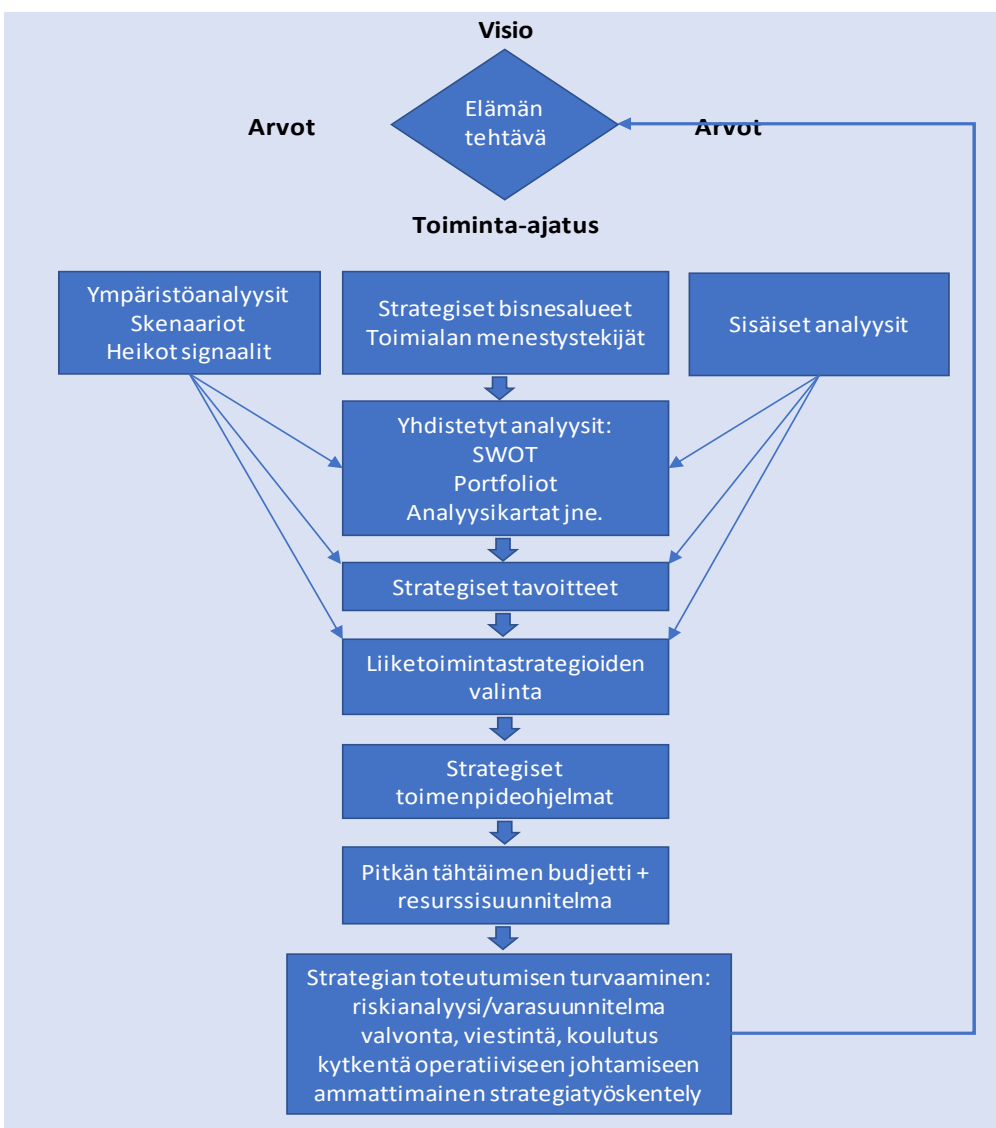 Visio
Elämän
tehtävä
Arvot
Arvot
Toiminta-ajatus
Ympäristöanalyysit
Skenaariot
Heikot signaalit
Strategiset bisnesalueet
Toimialan menestystekijät
Sisäiset analyysit
Yhdistetyt analyysit:
SWOT
Portfoliot
Analyysikartat jne.
Strategiset tavoitteet
Liiketoimintastrategioiden
valinta
Strategiset
toimenpideohjelmat
Pitkän tähtäimen budjetti +
resurssisuunnitelma
Strategian toteutumisen turvaaminen:
riskianalyysi/varasuunnitelma
valvonta, viestintä, koulutus
kytkentä operatiiviseen johtamiseen
ammattimainen strategiatyöskentely